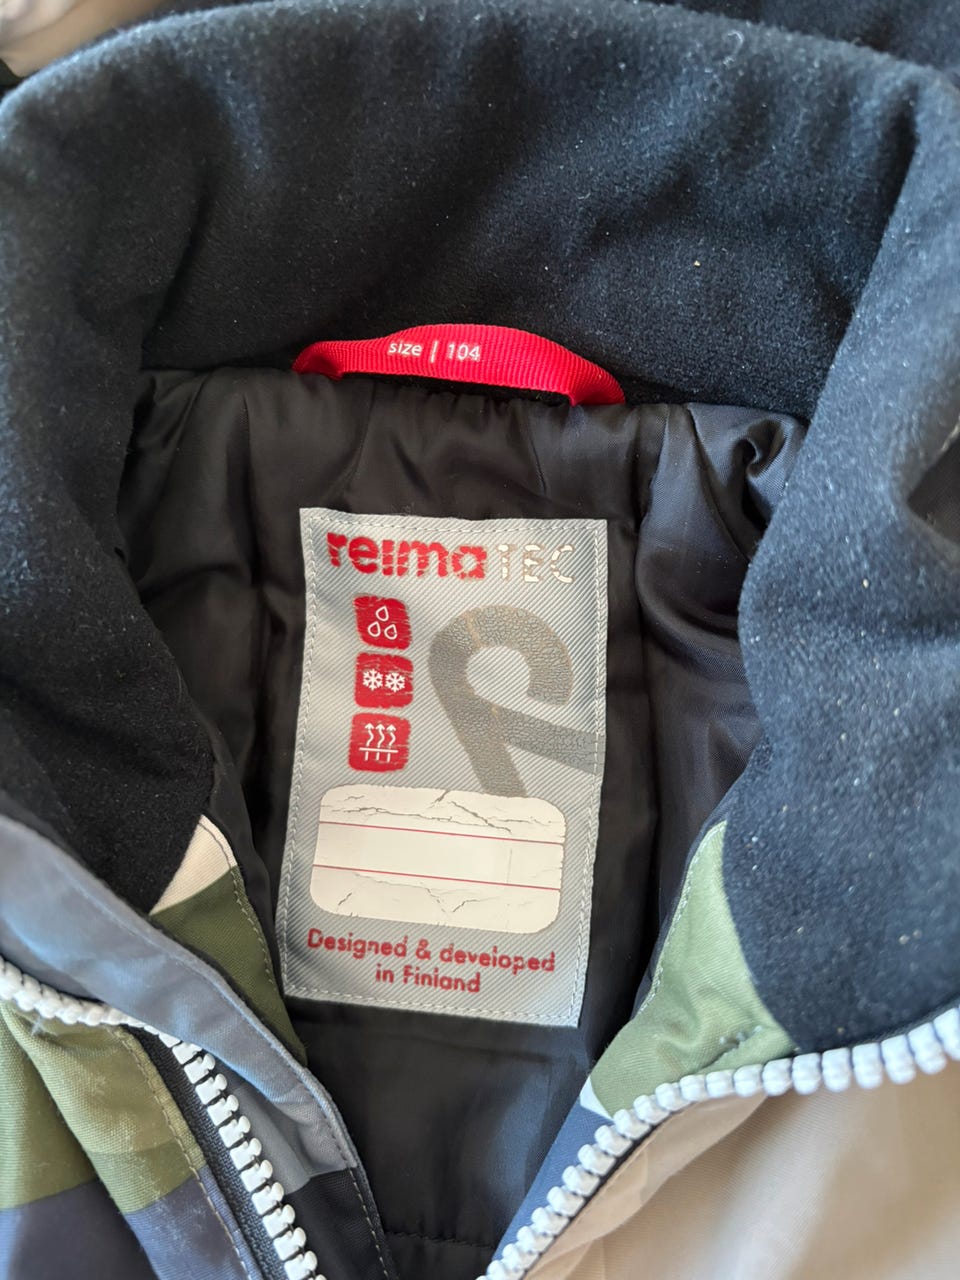 size | 104
reima TEC
Designed & developed
in Finland